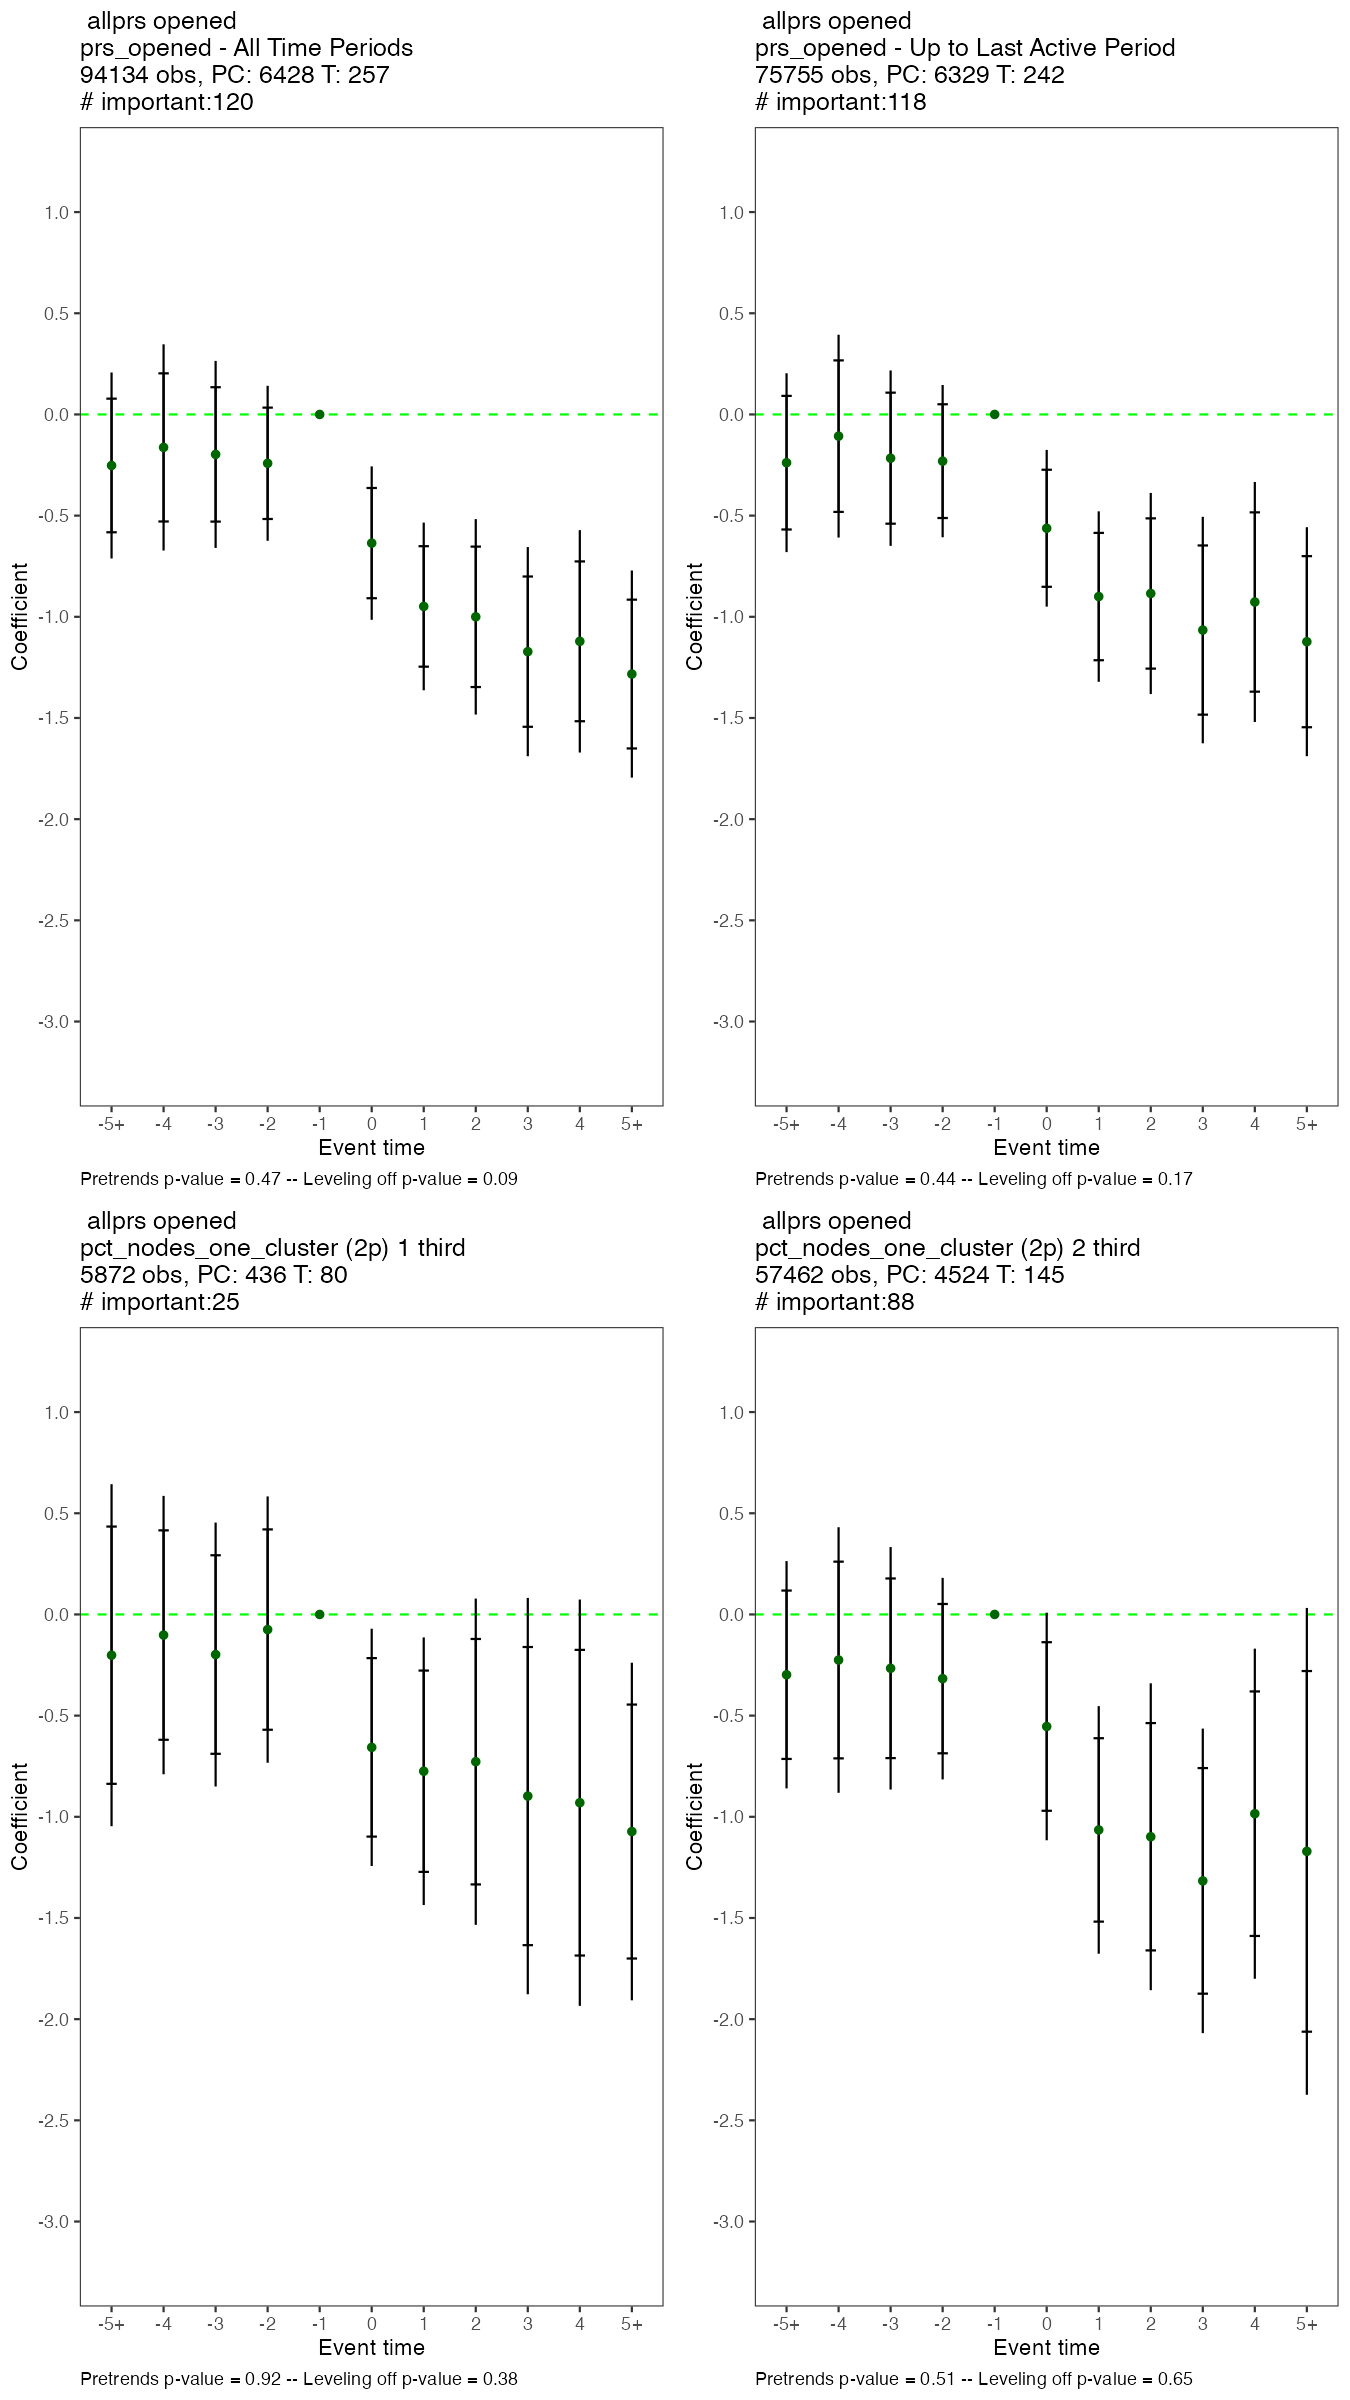 allprs opened
prs_opened - All Time Periods
94134 obs, PC: 6428 T: 257
# important:120
1.0
0.5
0.0
-0.5
-1.0
-1.5
-2.0
-2.5
-3.0
Coefficient
-5+ -4 -3 -2 -1 0 1 2 3 4 5+
Event time
Pretrends p-value = 0.47 -- Leveling off p-value = 0.09
allprs opened
prs_opened - Up to Last Active Period
75755 obs, PC: 6329 T: 242
# important:118
1.0
0.5
0.0
-0.5
-1.0
-1.5
-2.0
-2.5
-3.0
Coefficient
-5+ -4 -3 -2 -1 0 1 2 3 4 5+
Event time
Pretrends p-value = 0.44 -- Leveling off p-value = 0.17
allprs opened
pct_nodes_one_cluster (2p) 1 third
5872 obs, PC: 436 T: 80
# important:25
1.0
0.5
0.0
-0.5
-1.0
-1.5
-2.0
-2.5
-3.0
Coefficient
-5+ -4 -3 -2 -1 0 1 2 3 4 5+
Event time
Pretrends p-value = 0.92 -- Leveling off p-value = 0.38
allprs opened
pct_nodes_one_cluster (2p) 2 third
57462 obs, PC: 4524 T: 145
# important:88
1.0
0.5
0.0
-0.5
-1.0
-1.5
-2.0
-2.5
-3.0
Coefficient
-5+ -4 -3 -2 -1 0 1 2 3 4 5+
Event time
Pretrends p-value = 0.51 -- Leveling off p-value = 0.65